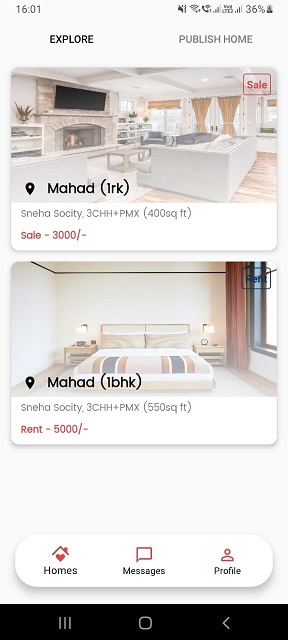 16:01
36%
EXPLORE
PUBLISH HOME
Sale
Mahad (1rk)
Sneha Socity, 3CHH+PMX (400sq ft)
Sale - 3000/-
Rent
Mahad (1bhk)
Sneha Socity, 3CHH+PMX (550sq ft)
Rent - 5000/-
Homes
Messages
Profile